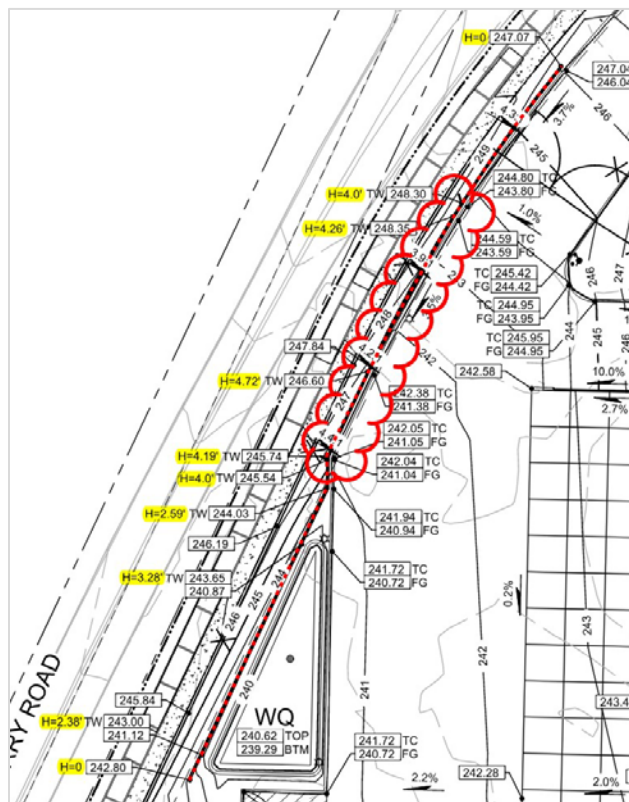 H=0 247.07
247.04
246.04
246
4.3
3.7%
249
245
244.80 TC
243.80 FG
H=4.0' TW 248.30
1.0%
H=4.26' TW 248.35
244.59 TC
243.59 FG
3.9
TC 245.42
FG 244.42
246
247
248
TC 244.95
FG 243.95
244
245
246
247.84
242
TC 245.95
FG 244.95
242.58
10.0%
H=4.72' TW 246.60
2.7%
247
242.38 TC
241.38 FG
242.05 TC
241.05 FG
H=4.19' TW 245.74
242.04 TC
241.04 FG
H=4.0' TW 245.54
H=2.59' TW 244.03
241.94 TC
240.94 FG
246.19
241.72 TC
240.72 FG
H=3.28' TW 243.65
240.87
244
245
246
0.2%
243
242
240
241
RY ROAD
245.84
WQ
243.4
H=2.38' TW 243.00
241.12
240.62 TOP
239.29 BTM
241.72 TC
240.72 FG
H=0 242.80
2.2%
242.28
2.0%